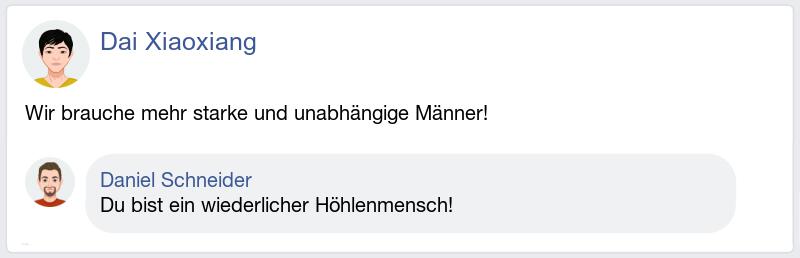 Dai Xiaoxiang
Wir brauche mehr starke und unabhängige Männer!
Daniel Schneider
Du bist ein wiederlicher Höhlenmensch!